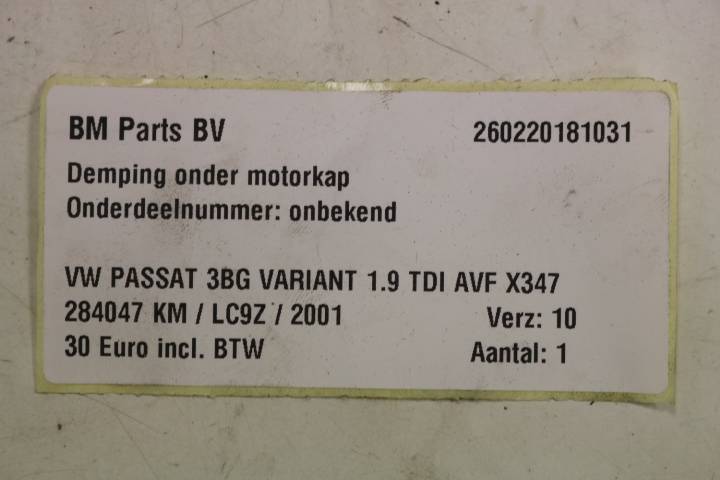 BM Parts BV 260220181031
Demping onder motorkap
Onderdeelnummer: onbekend
VW PASSAT 3BG VARIANT 1.9 TDI AVF X347
284047 KM / LC9Z / 2001 Verz: 10
30 Euro incl. BTW Aantal: 1